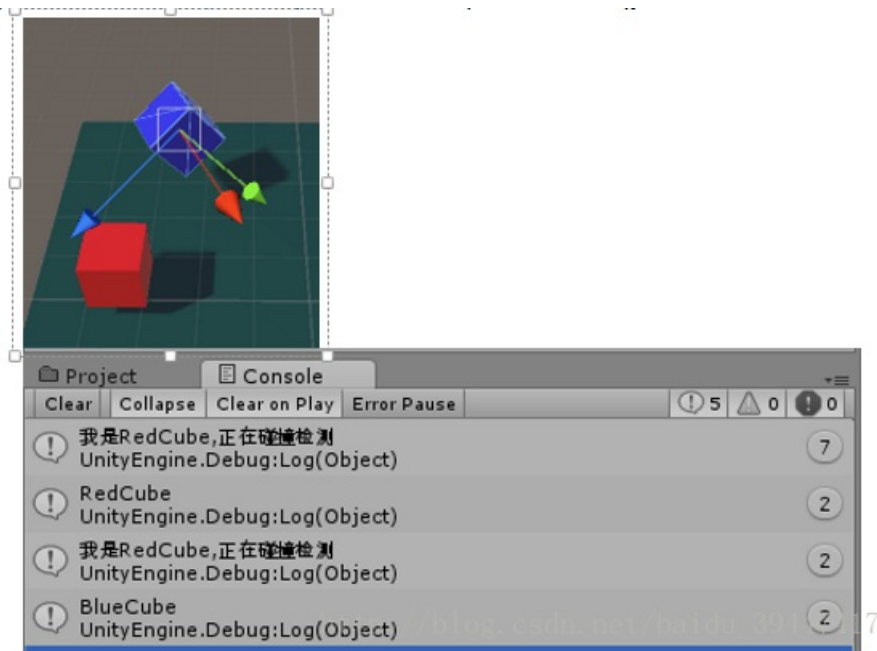 Project
Console
Clear Collapse Clear on Play Error Pause 5 0 0
我是RedCube,正在碰撞检测
UnityEngine.Debug:Log(Object)
7
RedCube
UnityEngine.Debug:Log(Object)
2
我是RedCube,正在碰撞检测
UnityEngine.Debug:Log(Object)
2
BlueCube
UnityEngine.Debug:Log(Object)
2